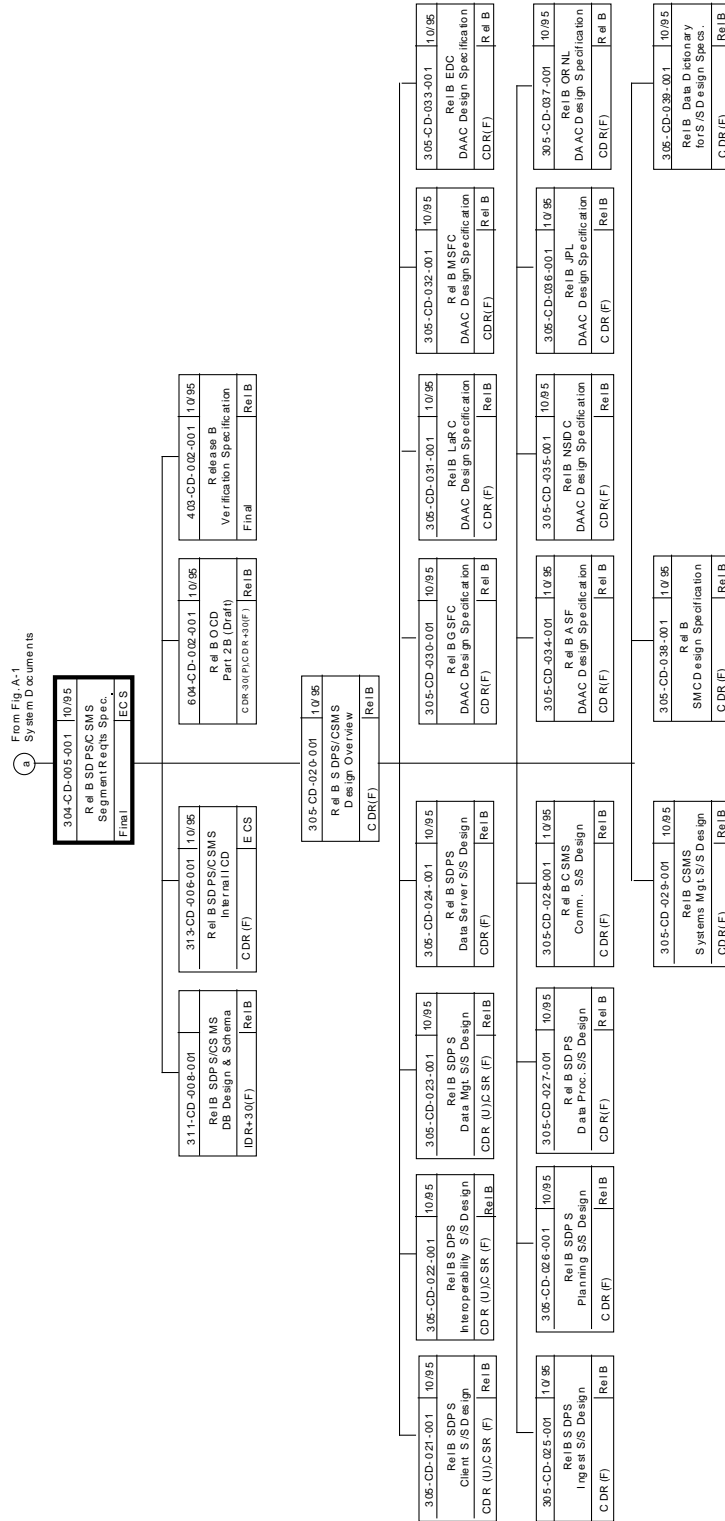 a
From Fig. A-1
System Documents
304-CD-005-001 10/95
Rel B SDPS/CSMS
Segment Req'ts Spec.
Final ECS
311-CD-008-001
Rel B SDPS/CSMS
DB Design & Schema
IDR+30(F) Rel B
313-CD-006-001 10/95
Rel B SDPS/CSMS
Internal ICD
CDR (F) ECS
604-CD-002-001 10/95
Rel B OCD
Part 2B (Draft)
CDR-30(P),CDR+30(F) Rel B
403-CD-002-001 10/95
Release B
Verification Specification
Final Rel B
305-CD-020-001 10/95
Rel B SDPS/CSMS
Design Overview
CDR(F) Rel B
305-CD-021-001 10/95
Rel B SDPS
Client S/S Design
CDR (U),CSR (F) Rel B
305-CD-022-001 10/95
Rel B SDPS
Interoperability S/S Design
CDR (U),CSR (F) Rel B
305-CD-023-001 10/95
Rel B SDPS
Data Mgt. S/S Design
CDR (U),CSR (F) Rel B
305-CD-024-001 10/95
Rel B SDPS
Data Server S/S Design
CDR (F) Rel B
305-CD-030-001 10/95
Rel B GSFC
DAAC Design Specification
CDR(F) Rel B
305-CD-031-001 10/95
Rel B LaRC
DAAC Design Specification
CDR (F) Rel B
305-CD-032-001 10/95
Rel B MSFC
DAAC Design Specification
CDR(F) Rel B
305-CD-033-001 10/95
Rel B EDC
DAAC Design Specification
CDR(F) Rel B
305-CD-025-001 10/95
Rel B SDPS
Ingest S/S Design
CDR (F) Rel B
305-CD-026-001 10/95
Rel B SDPS
Planning S/S Design
CDR (F) Rel B
305-CD-027-001 10/95
Rel B SDPS
Data Proc. S/S Design
CDR(F) Rel B
305-CD-028-001 10/95
Rel B CSMS
Comm. S/S Design
CDR (F) Rel B
305-CD-034-001 10/95
Rel B ASF
DAAC Design Specification
CDR(F) Rel B
305-CD-035-001 10/95
Rel B NSIDC
DAAC Design Specification
CDR(F) Rel B
305-CD-036-001 10/95
Rel B JPL
DAAC Design Specification
CDR (F) Rel B
305-CD-037-001 10/95
Rel B ORNL
DAAC Design Specification
CDR(F) Rel B
305-CD-029-001 10/95
Rel B CSMS
Systems Mgt. S/S Design
CDR(F) Rel B
305-CD-038-001 10/95
Rel B
SMC Design Specification
CDR (F) Rel B
305-CD-039-001 10/95
Rel B Data Dictionary
for S/S Design Specs.
CDR(F) Rel B